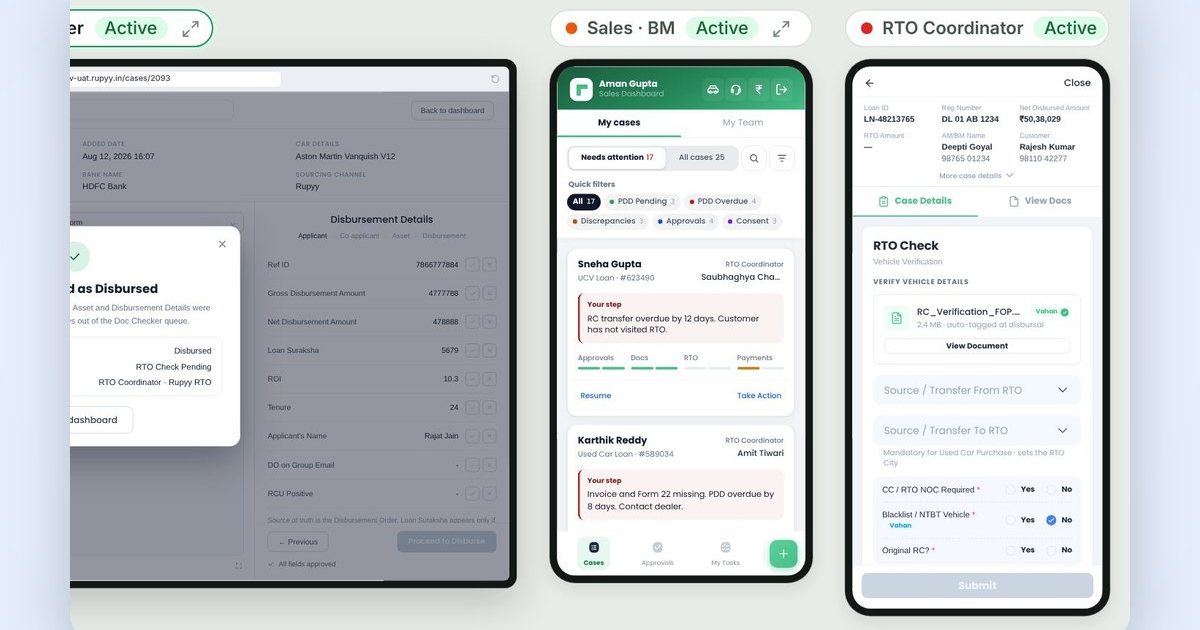 er Active
Sales · BM Active
RTO Coordinator Active
v-uat.rupyy.in/cases/2093
Back to dashboard
ADDED DATE
Aug 12, 2026 16:07
CAR DETAILS
Aston Martin Vanquish V12
BANK NAME
HDFC Bank
SOURCING CHANNEL
Rupyy
orm
d as Disbursed
Asset and Disbursement Details were
es out of the Doc Checker queue.
Disbursed
RTO Check Pending
RTO Coordinator · Rupyy RTO
dashboard
Disbursement Details
Applicant Co-applicant Asset Disbursement
Ref ID 7866777884
Gross Disbursement Amount 4777788
Net Disbursement Amount 478888
Loan Suraksha 5679
ROI 10.3
Tenure 24
Applicant's Name Rajat Jain
DO on Group Email -
RCU Positive -
Source of truth is the Disbursement Order. Loan Suraksha appears only if
← Previous
Proceed to Disburse
All fields approved
Aman Gupta
Sales Dashboard
My cases My Team
Needs attention 17 All cases 25
Quick filters
All 17 PDD Pending 3 PDD Overdue 4
Discrepancies 3 Approvals 4 Consent 3
Sneha Gupta RTO Coordinator
UCV Loan · #623490 Saubhaghya Cha...
Your step
RC transfer overdue by 12 days. Customer
has not visited RTO.
Approvals Docs RTO Payments
Resume Take Action
Karthik Reddy RTO Coordinator
Used Car Loan · #589034 Amit Tiwari
Your step
Invoice and Form 22 missing. PDD overdue by
8 days. Contact dealer.
Cases Approvals My Tasks
Close
Loan ID Reg Number Net Disbursed Amount
LN-48213765 DL 01 AB 1234 ₹50,38,029
RTO Amount AM/BM Name Customer
— Deepti Goyal Rajesh Kumar
98765 01234 98110 42277
More case details
Case Details View Docs
RTO Check
Vehicle Verification
VERIFY VEHICLE DETAILS
RC_Verification_FOP... Vahan
2.4 MB · auto-tagged at disbursal
View Document
Source / Transfer From RTO
Source / Transfer To RTO
Mandatory for Used Car Purchase · sets the RTO
City
CC / RTO NOC Required * Yes No
Blacklist / NTBT Vehicle * Yes No
Vahan
Original RC? * Yes No
Submit